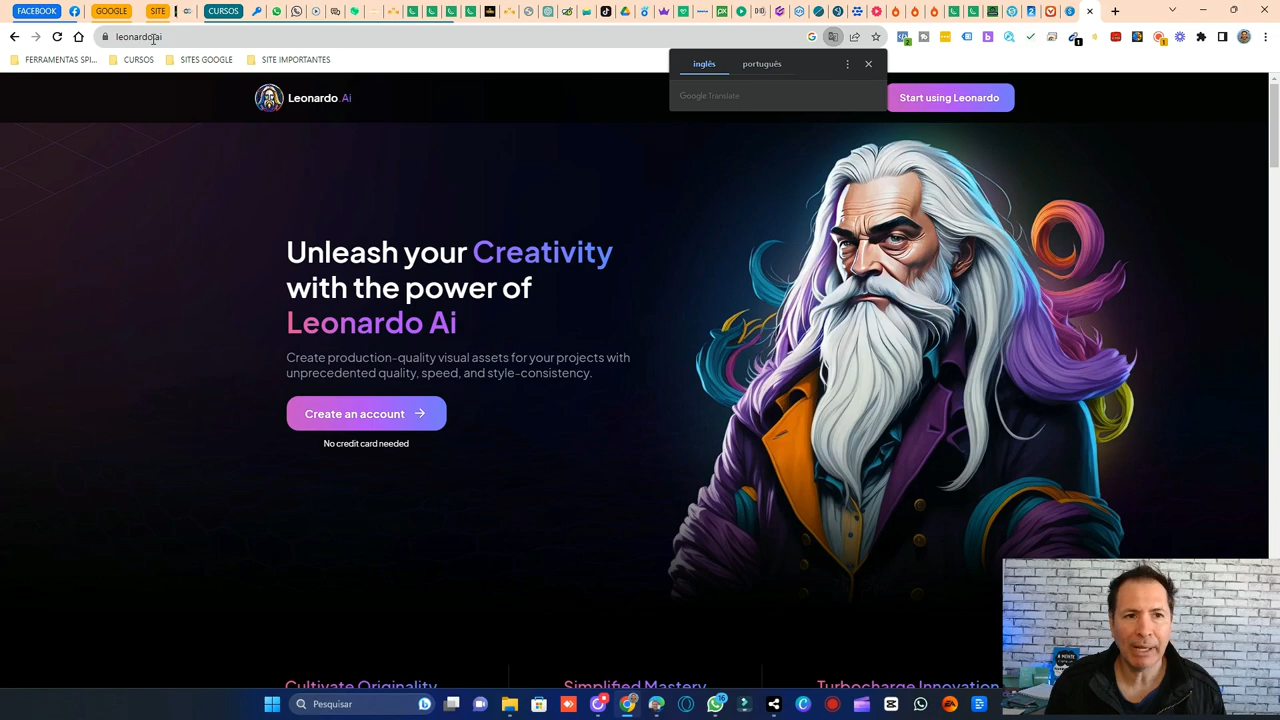 FACEBOOK
GOOGLE
SITE
CURSOS
leonardo.ai
FERRAMENTAS SPI...
CURSOS
SITES GOOGLE
SITE IMPORTANTES
inglês
português
Google Translate
Leonardo.Ai
Start using Leonardo
Unleash your Creativity
with the power of
Leonardo Ai
Create production-quality visual assets for your projects with
unprecedented quality, speed, and style-consistency.
Create an account
No credit card needed
Cultivate Originality
Simplified Mastery
Turbocharge Innovation
A MENTE
Pesquisar
16